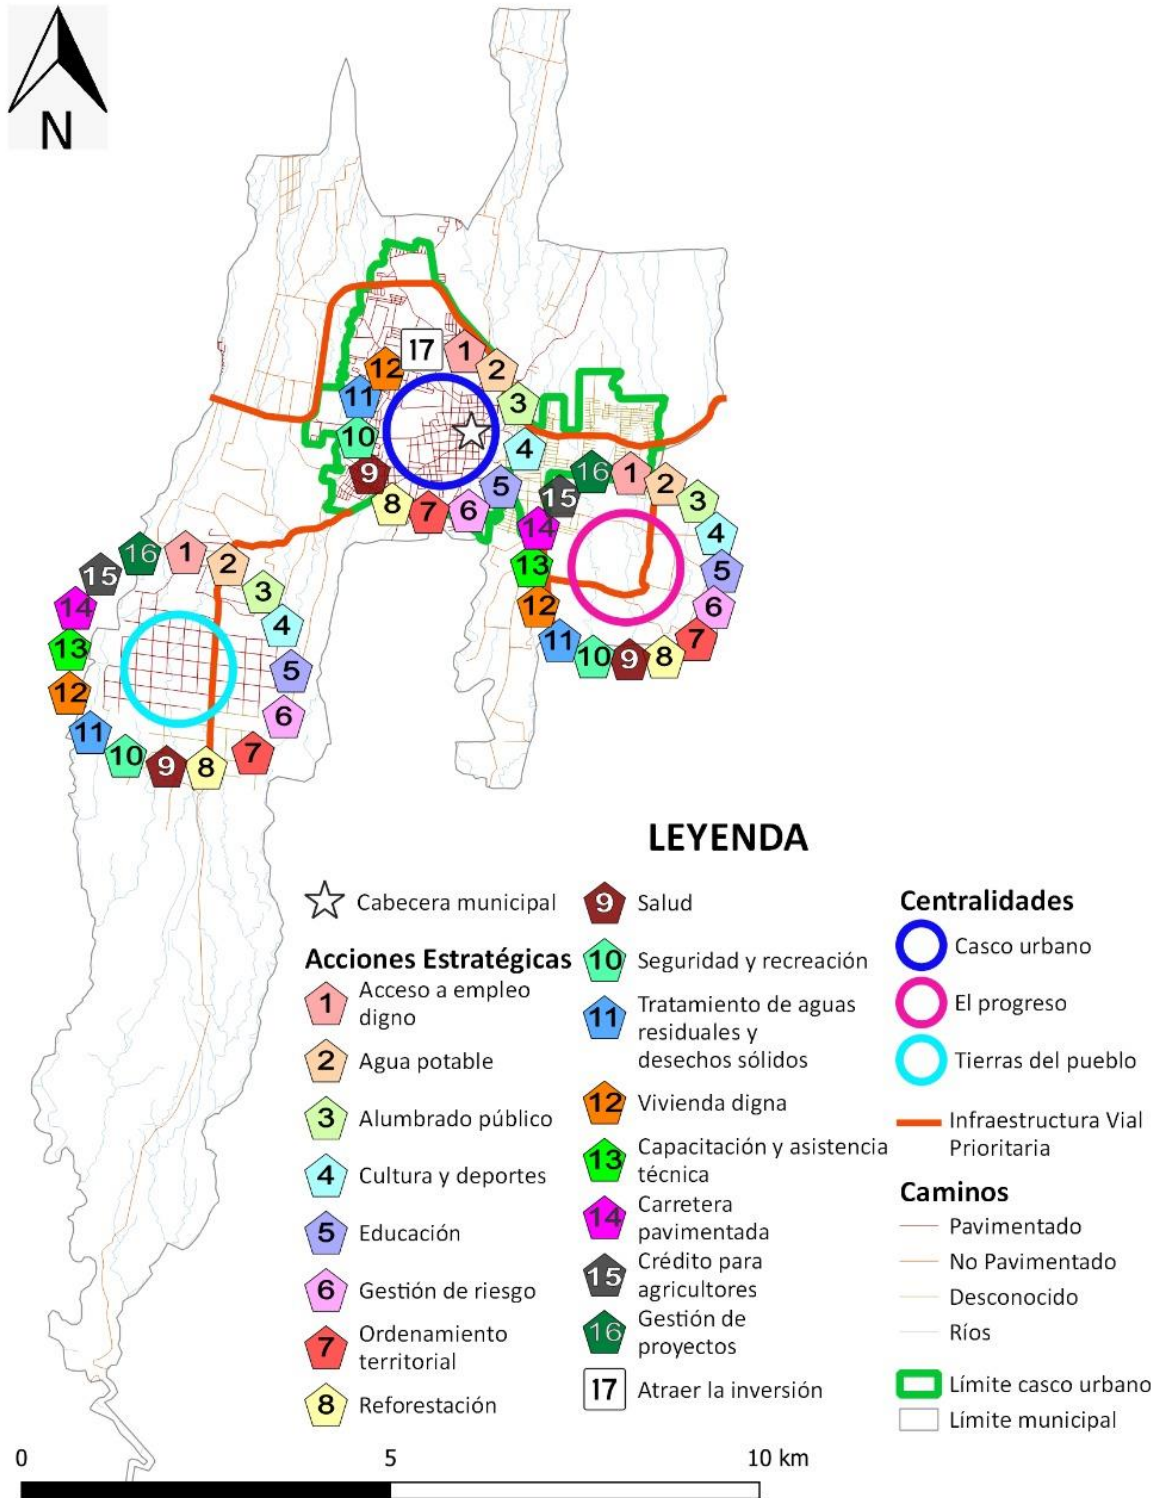 N
17
1
2
3
4
5
6
7
8
9
10
11
12
16
1
2
3
4
5
6
7
8
9
10
11
12
13
14
15
16
1
2
3
4
5
6
7
8
9
10
11
12
13
14
15
LEYENDA
Cabecera municipal
Acciones Estratégicas
1 Acceso a empleo
digno
2 Agua potable
3 Alumbrado público
4 Cultura y deportes
5 Educación
6 Gestión de riesgo
7 Ordenamiento
territorial
8 Reforestación
9 Salud
10 Seguridad y recreación
11 Tratamiento de aguas
residuales y
desechos sólidos
12 Vivienda digna
13 Capacitación y asistencia
técnica
14 Carretera
pavimentada
15 Crédito para
agricultores
16 Gestión de
proyectos
17 Atraer la inversión
Centralidades
Casco urbano
El progreso
Tierras del pueblo
Infraestructura Vial
Prioritaria
Caminos
Pavimentado
No Pavimentado
Desconocido
Ríos
Límite casco urbano
Límite municipal
0 5 10 km